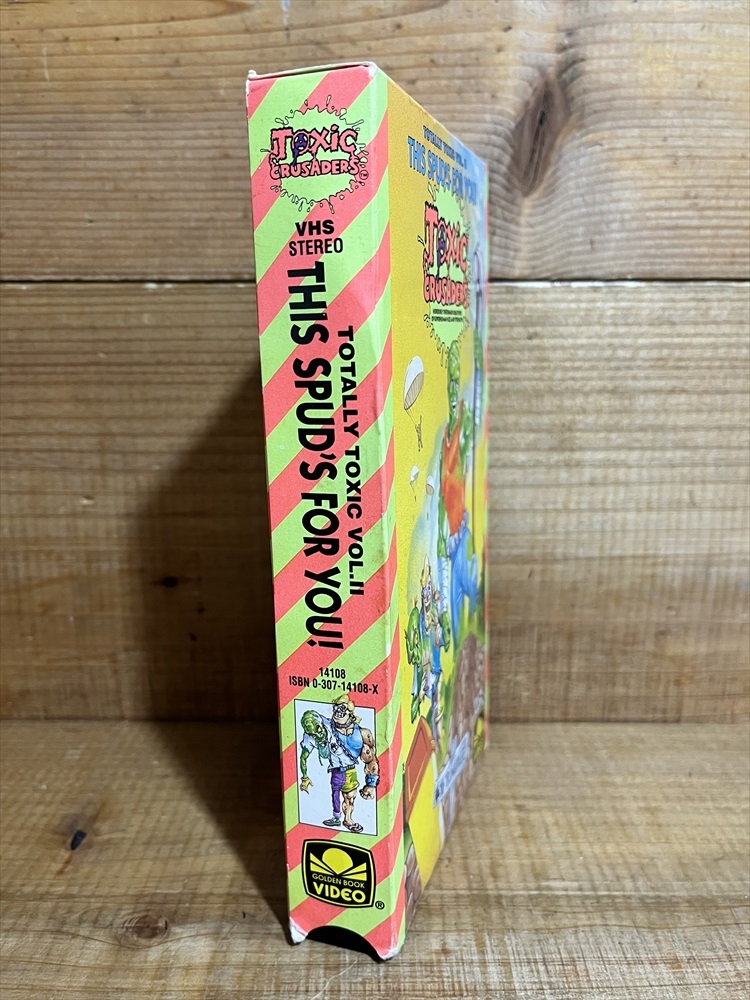 TOXIC
CRUSADERS
VHS
STEREO
TOTALLY TOXIC VOL.II
THIS SPUD'S FOR YOU!
14108
ISBN 0-307-14108-X
GOLDEN BOOK
VIDEO
®
TOTALLY TOXIC VOL. II
THIS SPUD'S FOR YOU!
TOXIC
CRUSADERS